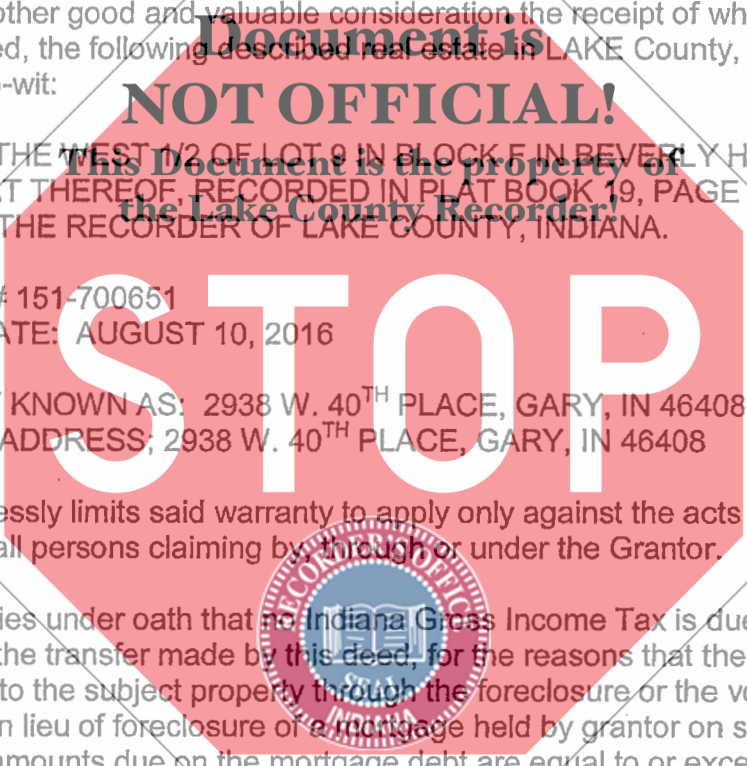 other good and valuable consideration the receipt of wh
Document is
ed, the following described real estate in LAKE County,
-wit:
NOT OFFICIAL!
THE WEST 1/2 OF LOT 9 IN BLOCK 5 IN BEVERLY H
This Document is the property of
T THEREOF, RECORDED IN PLAT BOOK 19, PAGE
the Lake County Recorder!
THE RECORDER OF LAKE COUNTY, INDIANA.
# 151-700651
ATE: AUGUST 10, 2016
STOP
KNOWN AS: 2938 W. 40TH PLACE, GARY, IN 46408
ADDRESS; 2938 W. 40TH PLACE, GARY, IN 46408
essly limits said warranty to apply only against the acts
all persons claiming by, through or under the Grantor.
RECORDER'S OFFICE
SEAL
INDIANA
ies under oath that no Indiana Gross Income Tax is due
the transfer made by this deed, for the reasons that the
to the subject property through the foreclosure or the vo
n lieu of foreclosure of a mortgage held by grantor on s
amounts due on the mortgage debt are equal to or exce